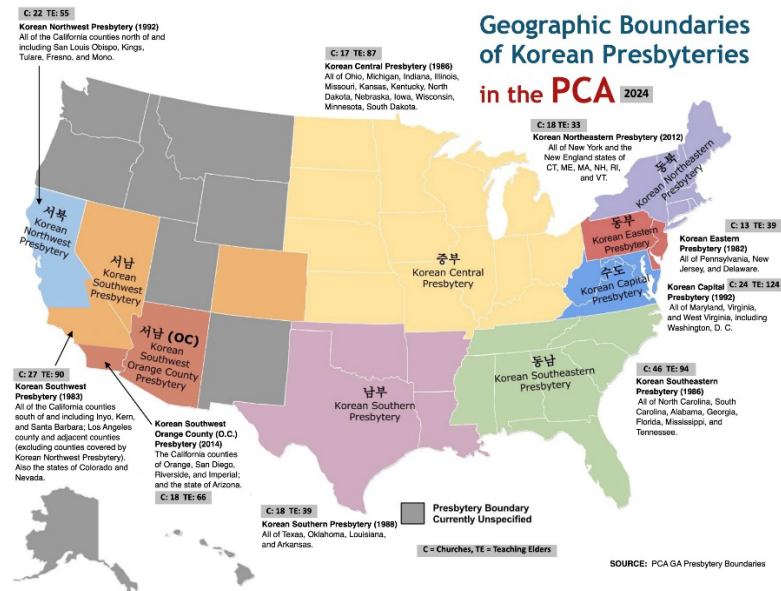 Geographic Boundaries
of Korean Presbyteries
in the PCA 2024
C: 22 TE: 55
Korean Northwest Presbytery (1992)
All of the California counties north of and
including San Louis Obispo, Kings,
Tulare, Fresno, and Mono.
C: 17 TE: 87
Korean Central Presbytery (1986)
All of Ohio, Michigan, Indiana, Illinois,
Missouri, Kansas, Kentucky, North
Dakota, Nebraska, Iowa, Wisconsin,
Minnesota, South Dakota.
C: 18 TE: 33
Korean Northeastern Presbytery (2012)
All of New York and the
New England states of
CT, ME, MA, NH, RI,
and VT.
동부
Korean Northeastern
Presbytery
서북
Korean
Northwest
Presbytery
서남
Korean
Southwest
Presbytery
중부
Korean Central
Presbytery
동부
Korean Eastern
Presbytery
수도
Korean Capital
Presbytery
C: 13 TE: 39
Korean Eastern
Presbytery (1982)
All of Pennsylvania, New
Jersey, and Delaware.
C: 24 TE: 124
Korean Capital
Presbytery (1992)
All of Maryland, Virginia,
and West Virginia, including
Washington, D. C.
서남 (OC)
Korean
Southwest
Orange County
Presbytery
남부
Korean Southern
Presbytery
동남
Korean Southeastern
Presbytery
C: 46 TE: 94
Korean Southeastern
Presbytery (1986)
All of North Carolina, South
Carolina, Alabama, Georgia,
Florida, Mississippi, and
Tennessee.
C: 27 TE: 90
Korean Southwest
Presbytery (1983)
All of the California counties
south of and including Inyo, Kern,
and Santa Barbara; Los Angeles
county and adjacent counties
(excluding counties covered by
Korean Northwest Presbytery).
Also the states of Colorado and
Nevada.
Korean Southwest
Orange County (O.C.)
Presbytery (2014)
The California counties
of Orange, San Diego,
Riverside, and Imperial;
and the state of Arizona.
C: 18 TE: 66
C: 18 TE: 39
Korean Southern Presbytery (1988)
All of Texas, Oklahoma, Louisiana,
and Arkansas.
Presbytery Boundary
Currently Unspecified
C = Churches, TE = Teaching Elders
SOURCE: PCA GA Presbytery Boundaries